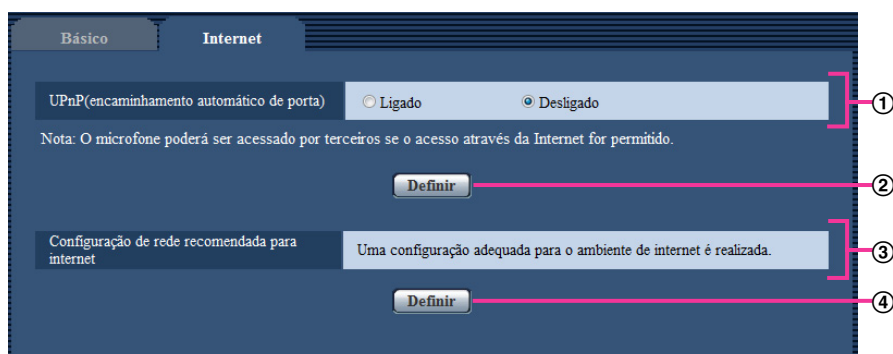 Básico
Internet
UPnP(encaminhamento automático de porta)
Ligado
Desligado
①
Nota: O microfone poderá ser acessado por terceiros se o acesso através da Internet for permitido.
Definir
②
Configuração de rede recomendada para
internet
Uma configuração adequada para o ambiente de internet é realizada.
③
Definir
④